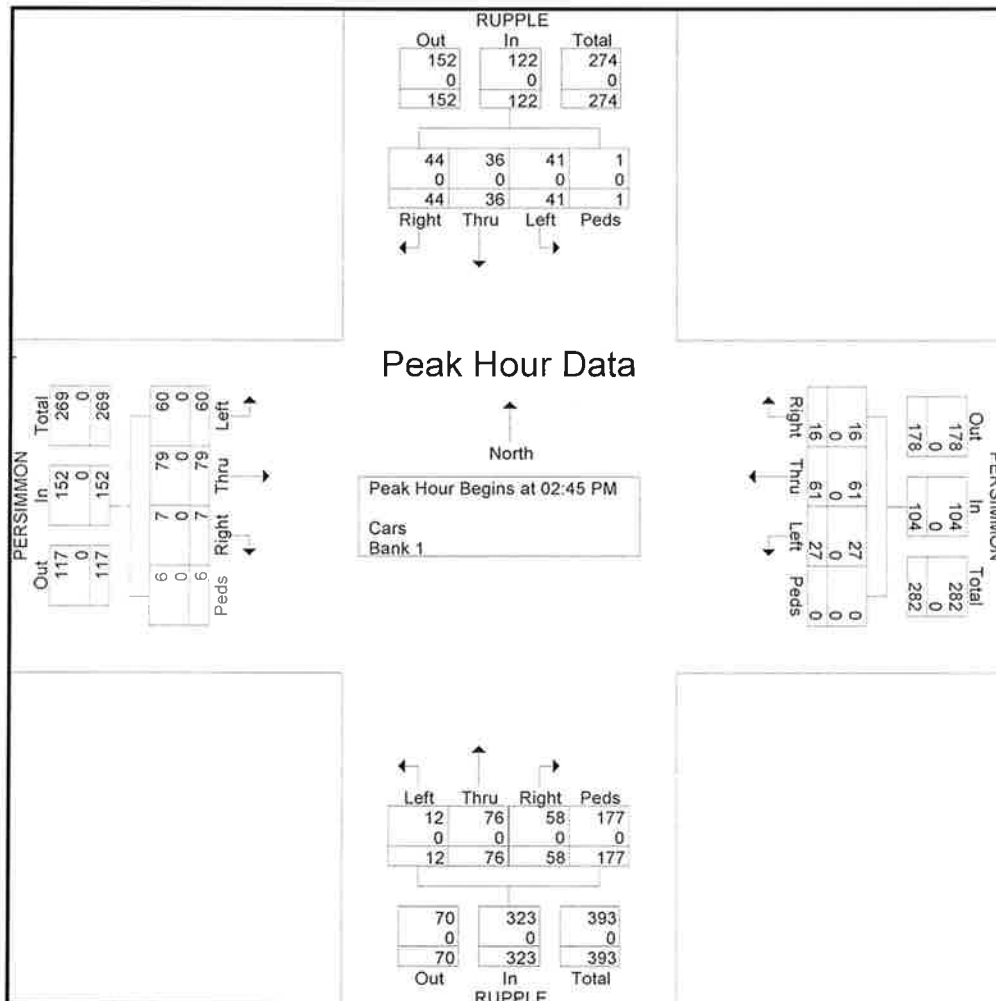 RUPPLE
Out In Total
152 122 274
0 0 0
152 122 274
44 36 41 1
0 0 0 0
44 36 41 1
Right Thru Left Peds
Peak Hour Data
North
Peak Hour Begins at 02:45 PM
Cars
Bank 1
PERSIMMON
Out In Total
117 152 269
0 0 0
117 152 269
6 7 79 60
0 0 0 0
6 7 79 60
Peds Right Thru Left
PERSIMMON
Out In Total
178 104 282
0 0 0
178 104 282
16 61 27 0
0 0 0 0
16 61 27 0
Right Thru Left Peds
Left Thru Right Peds
12 76 58 177
0 0 0 0
12 76 58 177
70 323 393
0 0 0
70 323 393
Out In Total
RUPPLE